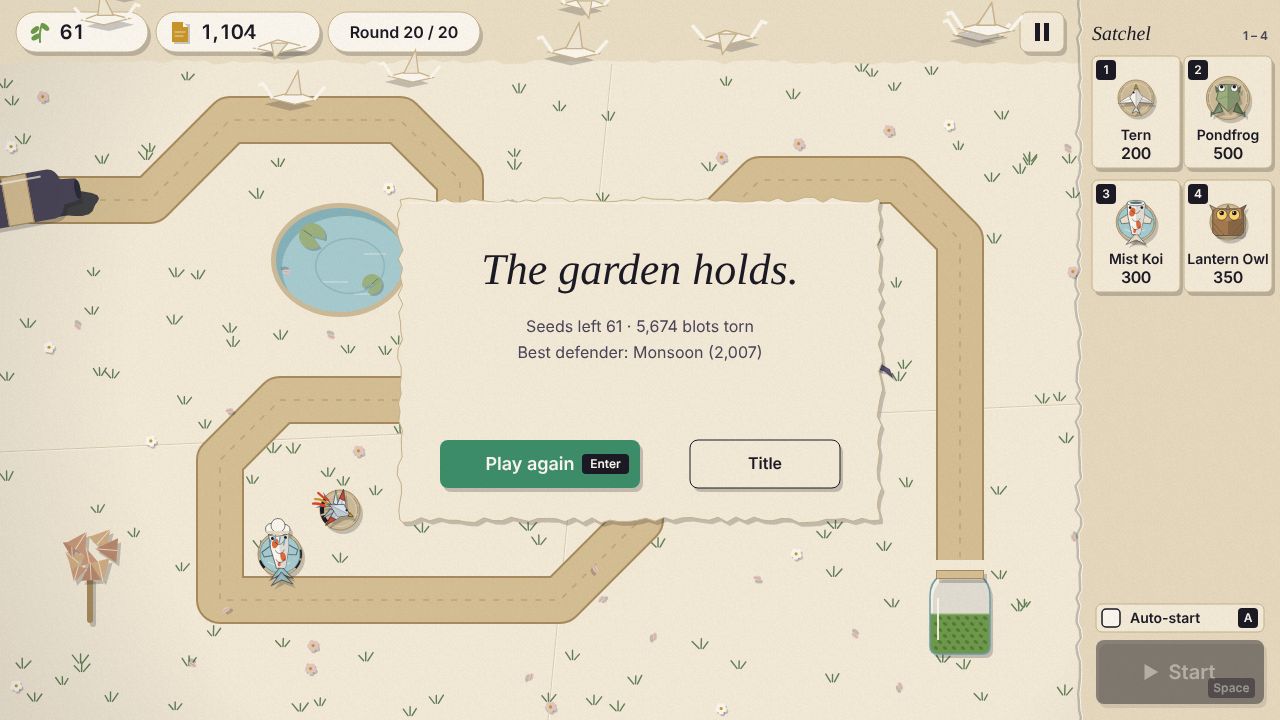 61
1,104
Round 20 / 20
Satchel
1 – 4
1
Tern
200
2
Pondfrog
500
3
Mist Koi
300
4
Lantern Owl
350
The garden holds.
Seeds left 61 · 5,674 blots torn
Best defender: Monsoon (2,007)
Play again Enter
Title
Auto-start A
Start
Space